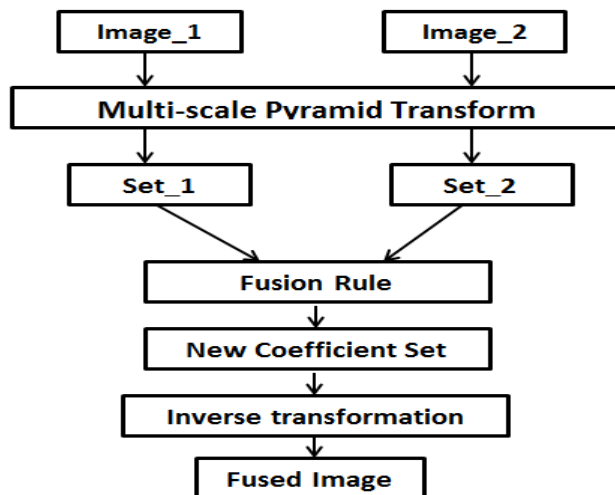 Image_1
Image_2
Multi-scale Pyramid Transform
Set_1
Set_2
Fusion Rule
New Coefficient Set
Inverse transformation
Fused Image